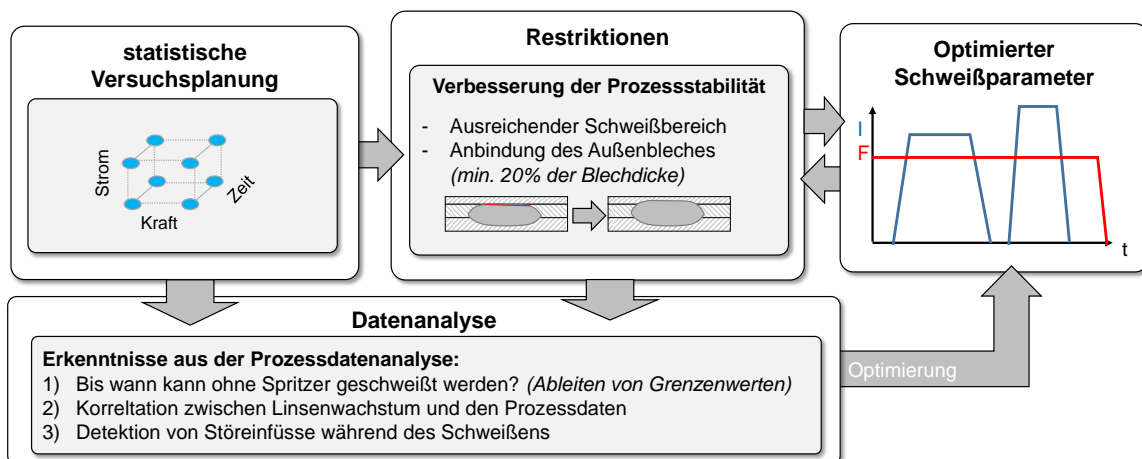 statistische
Versuchsplanung
Strom
Kraft
Zeit
Restriktionen
Verbesserung der Prozessstabilität
- Ausreichender Schweißbereich
- Anbindung des Außenbleches
(min. 20% der Blechdicke)
Optimierter
Schweißparameter
I
F
t
Datenanalyse
Erkenntnisse aus der Prozessdatenanalyse:
1) Bis wann kann ohne Spritzer geschweißt werden? (Ableiten von Grenzenwerten)
2) Korreltation zwischen Linsenwachstum und den Prozessdaten
3) Detektion von Störeinfüsse während des Schweißens
Optimierung